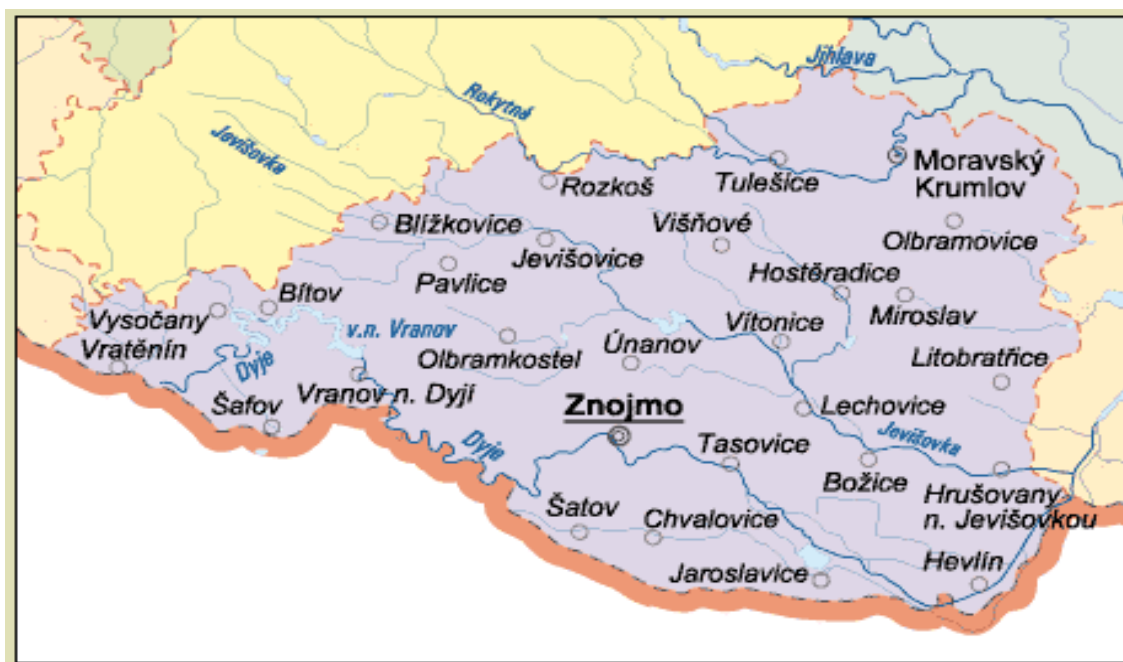 Jihlava
Rokytná
Jevišovka
Moravský
Krumlov
Tulešice
Rozkoš
Blížkovice
Višňové
Olbramovice
Jevišovice
Pavlice
Hostěradice
Bítov
Vysočany
Miroslav
v.n. Vranov
Vítonice
Vratěnín
Olbramkostel
Únanov
Litobratřice
Dyje
Vranov n. Dyjí
Šafov
Znojmo
Lechovice
Jevišovka
Dyje
Tasovice
Božice
Hrušovany
n. Jevišovkou
Šatov
Chvalovice
Jaroslavice
Hevlín